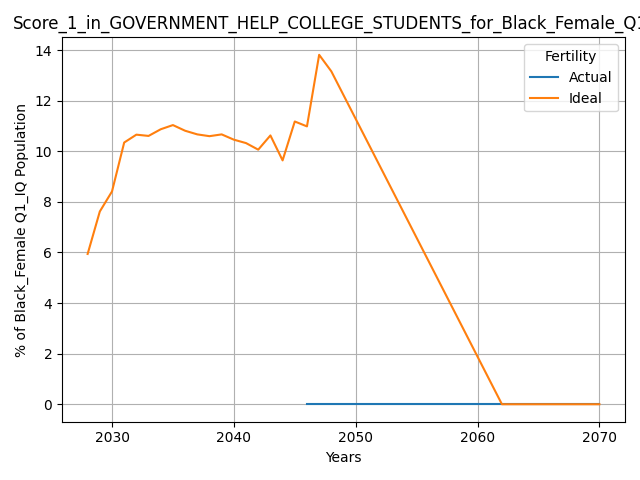 Score_1_in_GOVERNMENT_HELP_COLLEGE_STUDENTS_for_Black_Female_Q1
Fertility
Actual
Ideal
% of Black_Female Q1_IQ Population
14
12
10
8
6
4
2
0
2030 2040 2050 2060 2070
Years